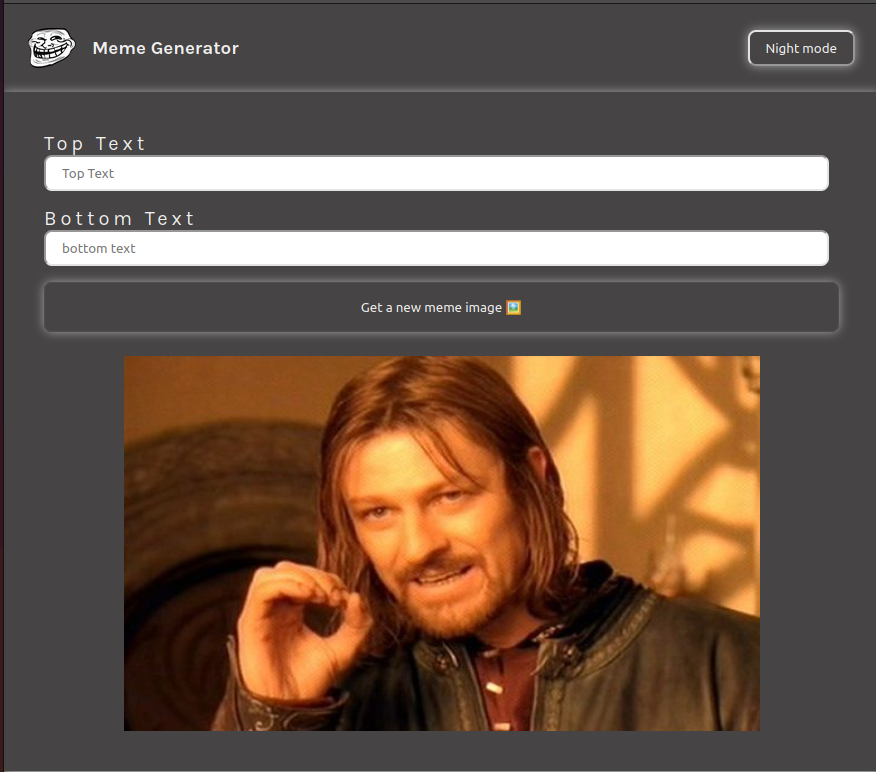 Meme Generator
Night mode
Top Text
Top Text
Bottom Text
bottom text
Get a new meme image 🖼️